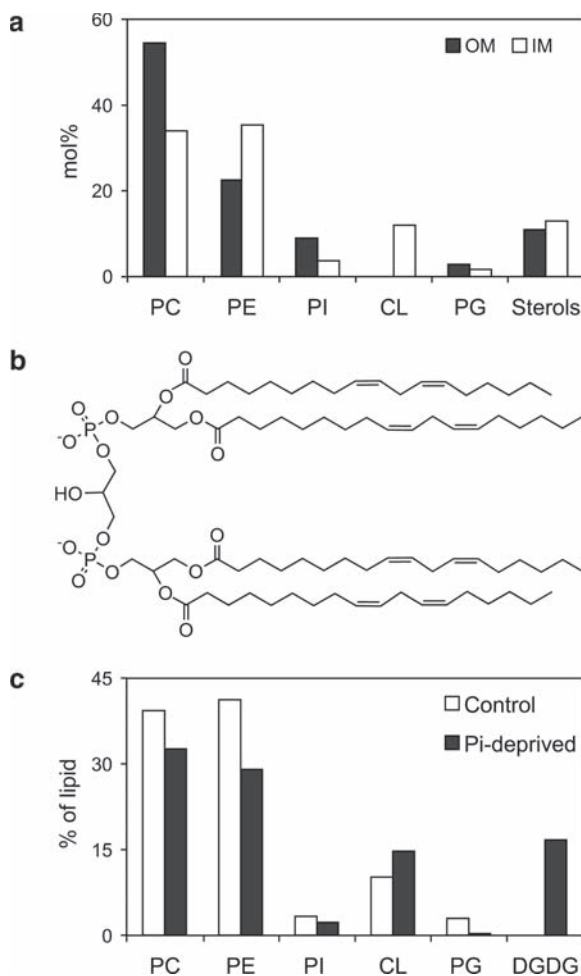 a
60
40
20
0
mol%
OM IM
PC PE PI CL PG Sterols
b
O
O
O
O
O
P
-O
O
O
HO
O
-O
P
O
O
O
O
O
O
c
45
30
15
0
% of lipid
Control
Pi-deprived
PC PE PI CL PG DGDG